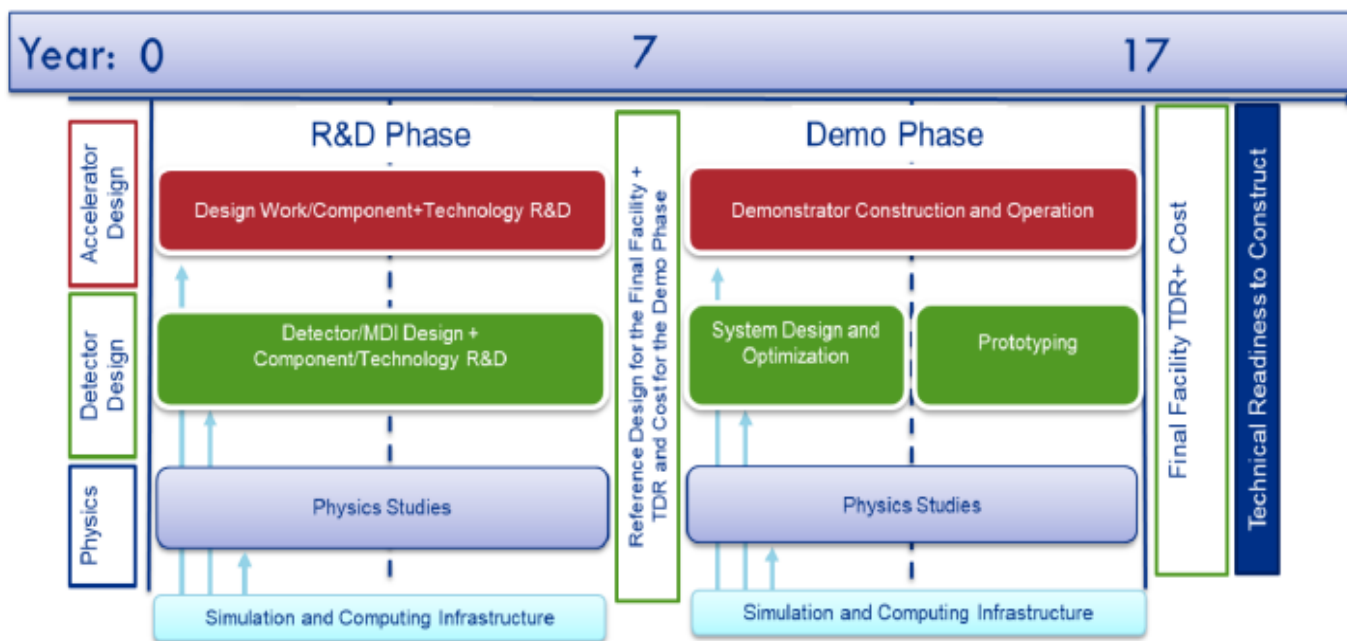 Year: 0 7 17
R&D Phase
Demo Phase
Accelerator
Design
Design Work/Component+Technology R&D
Demonstrator Construction and Operation
Detector
Design
Detector/MDI Design +
Component/Technology R&D
System Design and
Optimization
Prototyping
Physics
Physics Studies
Physics Studies
Simulation and Computing Infrastructure
Simulation and Computing Infrastructure
Reference Design for the Final Facility +
TDR and Cost for the Demo Phase
Final Facility TDR+ Cost
Technical Readiness to Construct